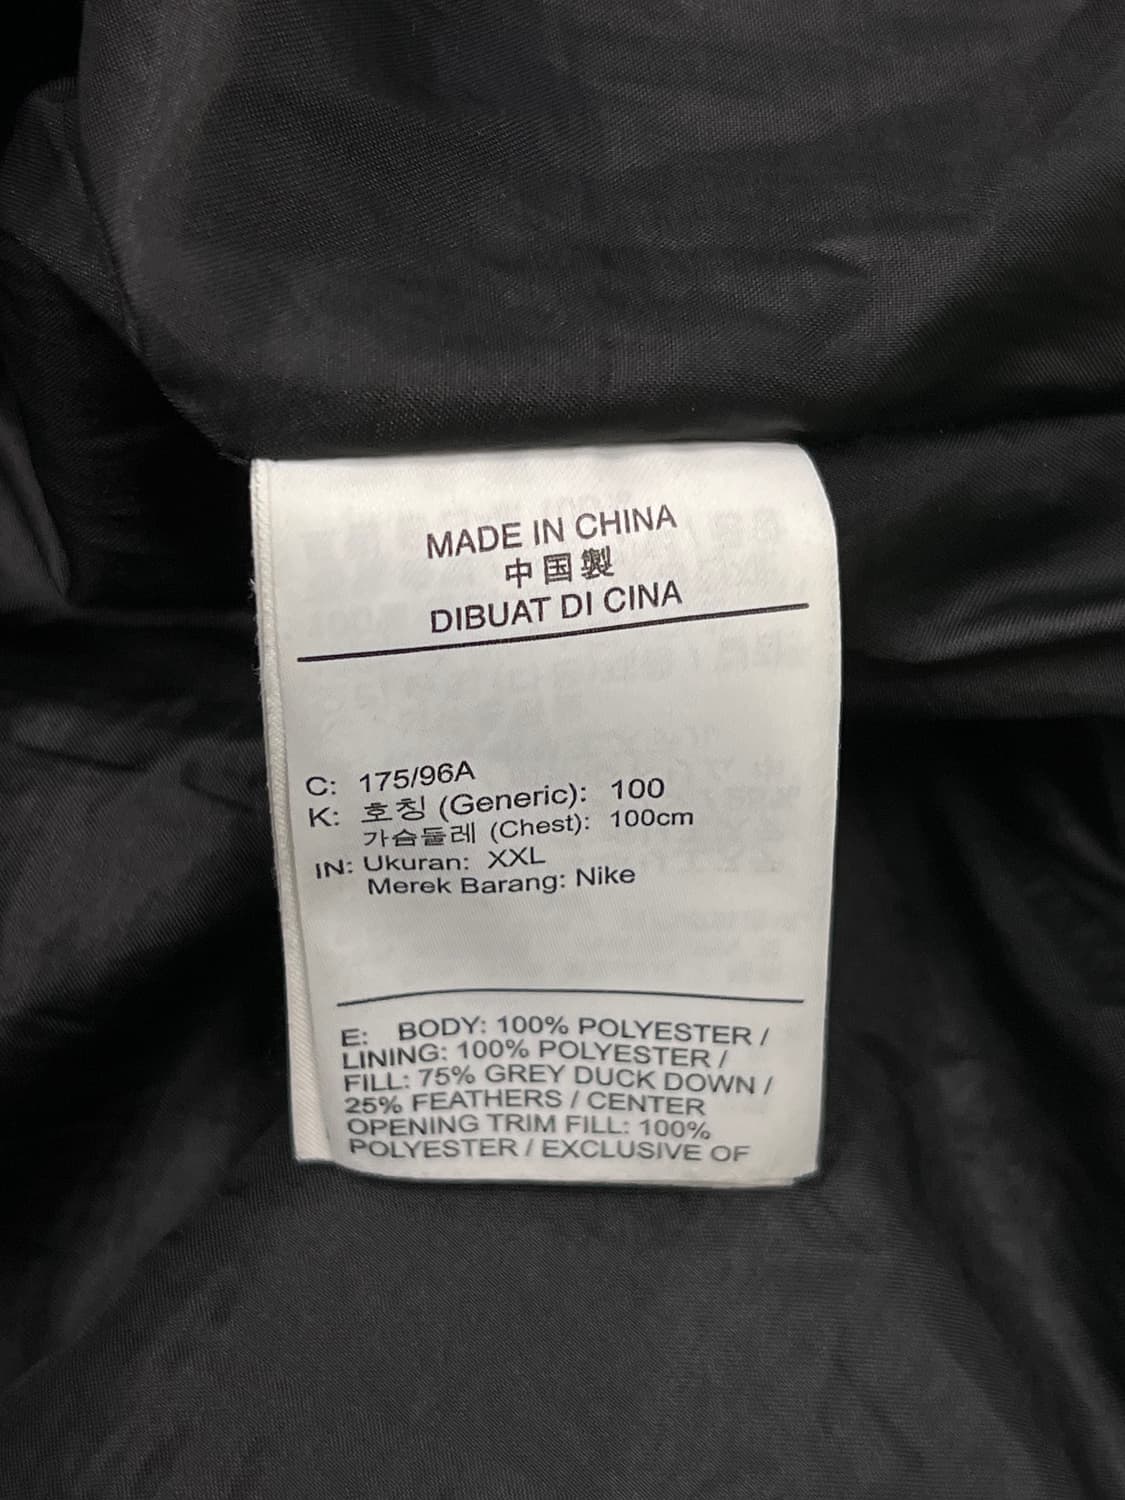 MADE IN CHINA
中国製
DIBUAT DI CINA
C: 175/96A
K: 호칭 (Generic): 100
가슴둘레 (Chest): 100cm
IN: Ukuran: XXL
Merek Barang: Nike
E: BODY: 100% POLYESTER /
LINING: 100% POLYESTER /
FILL: 75% GREY DUCK DOWN /
25% FEATHERS / CENTER
OPENING TRIM FILL: 100%
POLYESTER / EXCLUSIVE OF